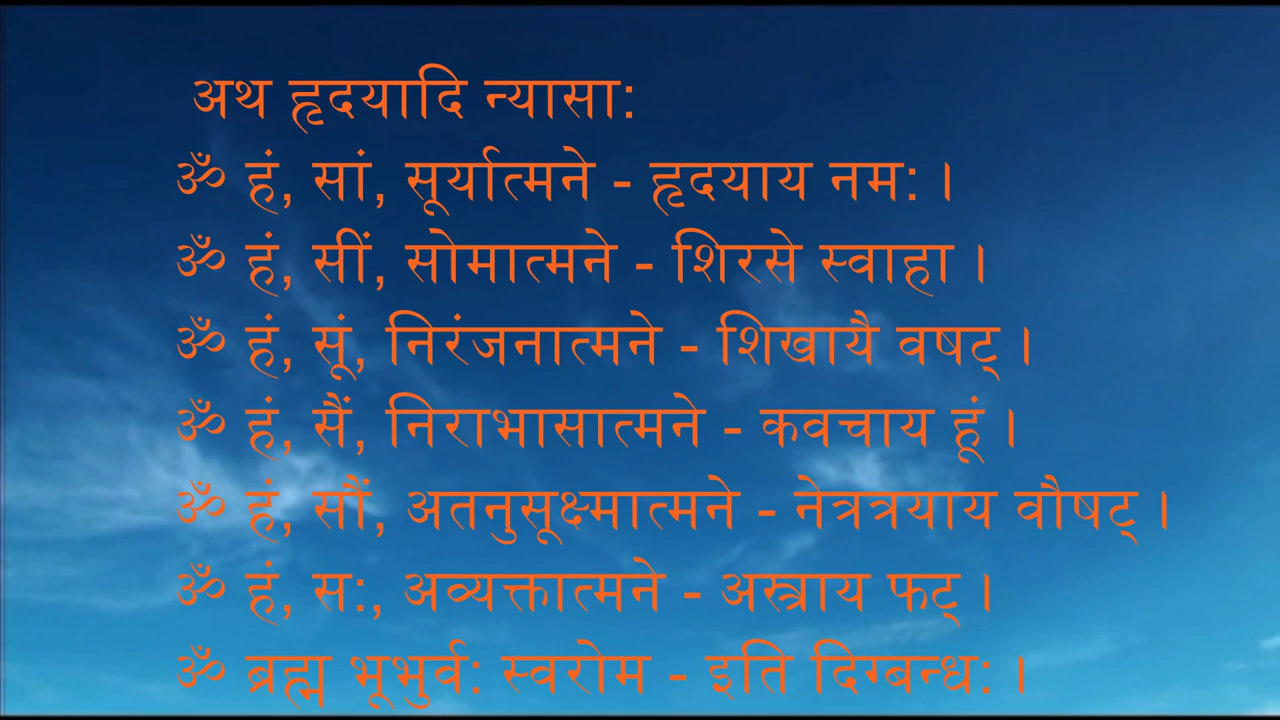 अथ हृदयादि न्यासा:
ॐ हं, सां, सूर्यात्मने - हृदयाय नम: ।
ॐ हं, सीं, सोमात्मने - शिरसे स्वाहा ।
ॐ हं, सूं, निरंजनात्मने - शिखायै वषट् ।
ॐ हं, सैं, निराभासात्मने - कवचाय हूं ।
ॐ हं, सौं, अतनुसूक्ष्मात्मने - नेत्रत्रयाय वौषट् ।
ॐ हं, स:, अव्यक्तात्मने - अस्त्राय फट् ।
ॐ ब्रह्म भूभुर्व: स्वरोम - इति दिग्बन्ध: ।